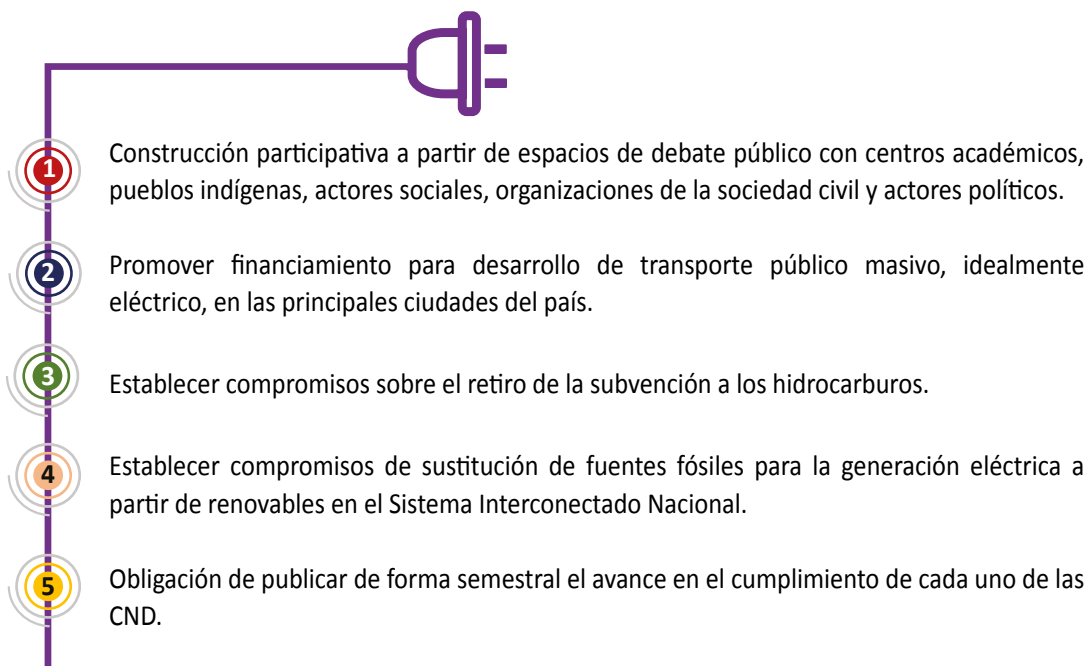 1
Construcción participativa a partir de espacios de debate público con centros académicos,
pueblos indígenas, actores sociales, organizaciones de la sociedad civil y actores políticos.
2
Promover financiamiento para desarrollo de transporte público masivo, idealmente
eléctrico, en las principales ciudades del país.
3
Establecer compromisos sobre el retiro de la subvención a los hidrocarburos.
4
Establecer compromisos de sustitución de fuentes fósiles para la generación eléctrica a
partir de renovables en el Sistema Interconectado Nacional.
5
Obligación de publicar de forma semestral el avance en el cumplimiento de cada uno de las
CND.